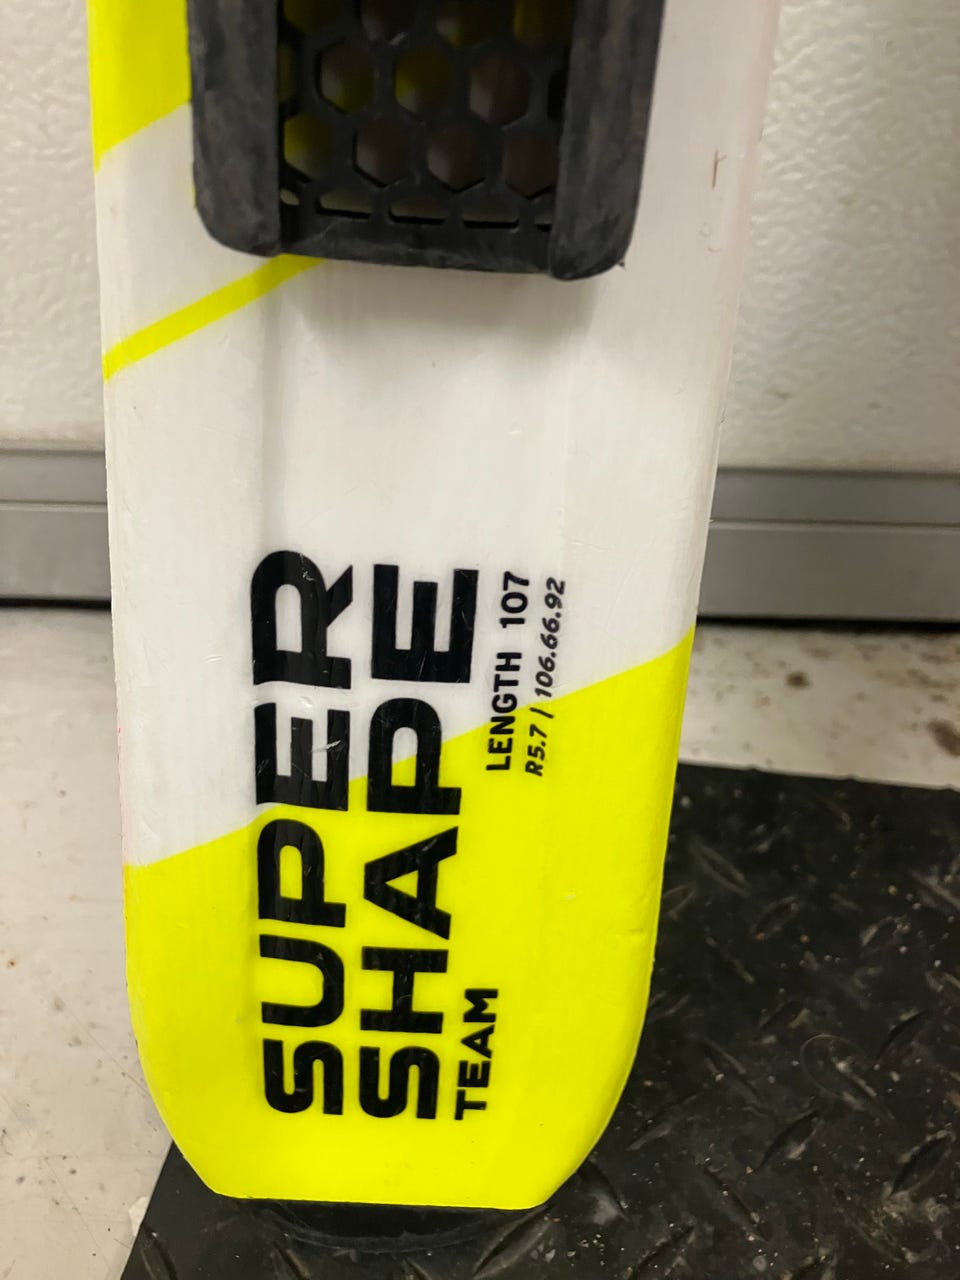 SUPER
SHAPE
TEAM
LENGTH 107
R5.7 / 106.66.92